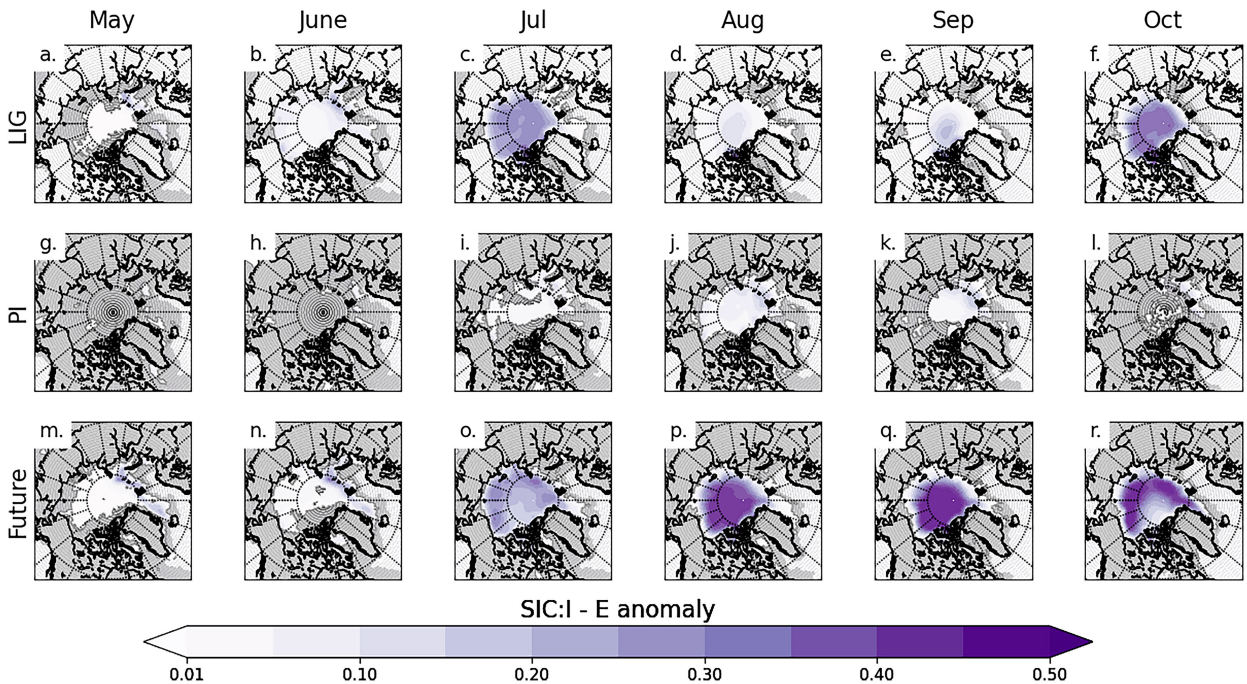 May June Jul Aug Sep Oct
a. b. c. d. e. f.
LIG
g. h. i. j. k. l.
PI
m. n. o. p. q. r.
Future
SIC:I - E anomaly
0.01 0.10 0.20 0.30 0.40 0.50